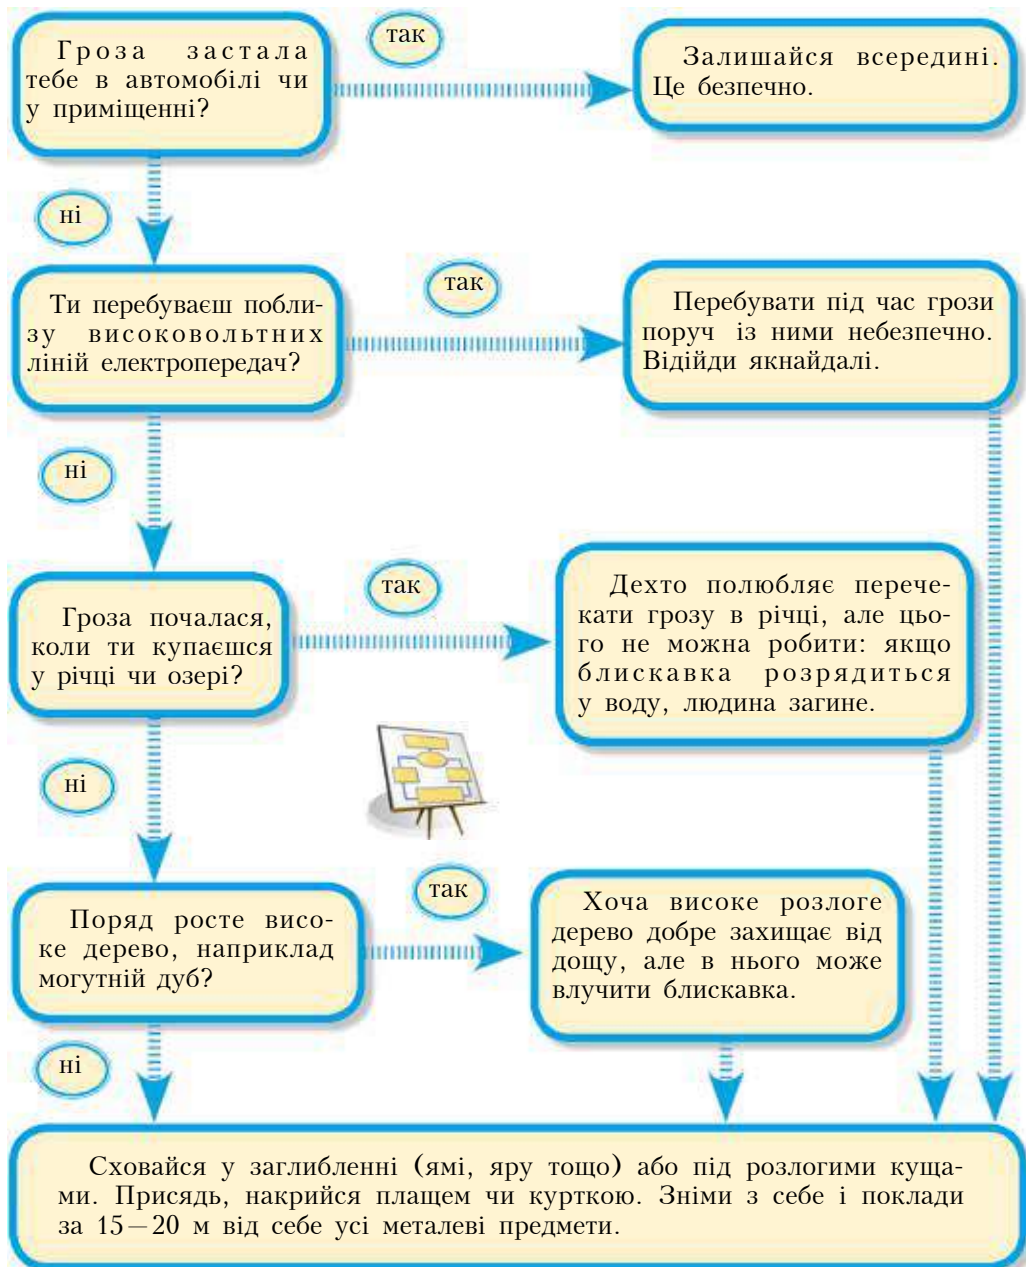 Гроза застала
тебе в автомобілі чи
у приміщенні?
так
Залишайся всередині.
Це безпечно.
ні
Ти перебуваєш побли-
зу високовольтних
ліній електропередач?
так
Перебувати під час грози
поруч із ними небезпечно.
Відійди якнайдалі.
ні
Гроза почалася,
коли ти купаєшся
у річці чи озері?
так
Дехто полюбляє перече-
кати грозу в річці, але цьо-
го не можна робити: якщо
блискавка розрядиться
у воду, людина загине.
ні
Поряд росте висо-
ке дерево, наприклад
могутній дуб?
так
Хоча високе розлоге
дерево добре захищає від
дощу, але в нього може
влучити блискавка.
ні
Сховайся у заглибленні (ямі, яру тощо) або під розлогими куща-
ми. Присядь, накрийся плащем чи курткою. Зніми з себе і поклади
за 15—20 м від себе усі металеві предмети.